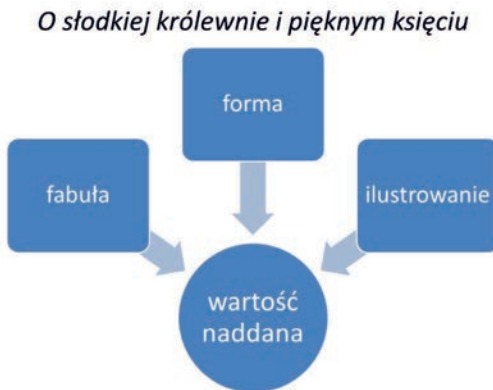 O słodkiej królewnie i pięknym księciu
forma
fabuła
ilustrowanie
wartość
naddana